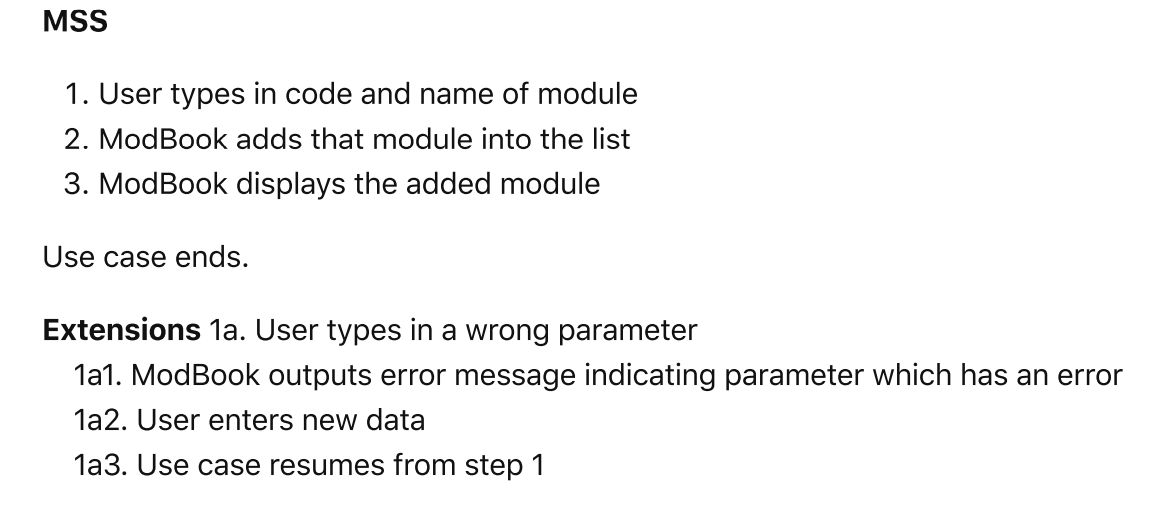 MSS
1. User types in code and name of module
2. ModBook adds that module into the list
3. ModBook displays the added module
Use case ends.
Extensions 1a. User types in a wrong parameter
1a1. ModBook outputs error message indicating parameter which has an error
1a2. User enters new data
1a3. Use case resumes from step 1